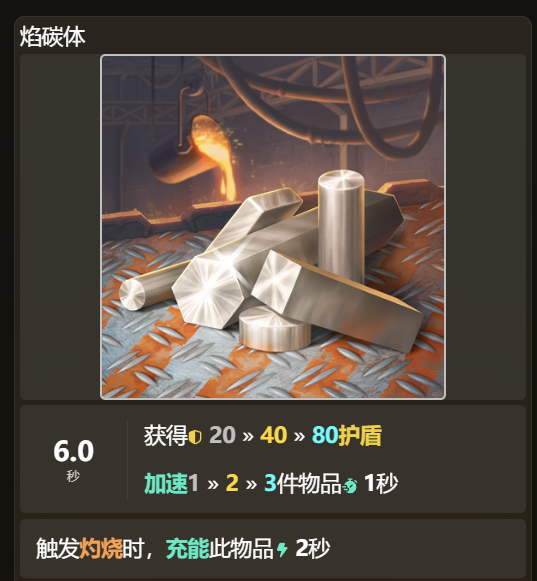 焰碳体
6.0
秒
获得 20 » 40 » 80护盾
加速1 » 2 » 3件物品 1秒
触发灼烧时，充能此物品 2秒